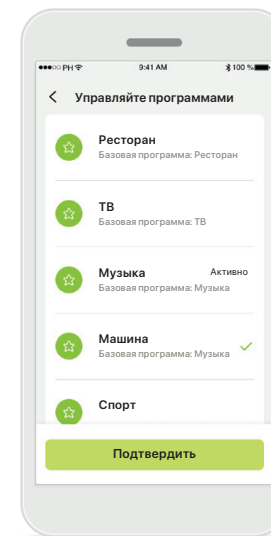 PH 9:41 AM 100 %
Управляйте программами
Ресторан
Базовая программа: Ресторан
ТВ
Базовая программа: ТВ
Музыка Активно
Базовая программа: Музыка
Машина
Базовая программа: Музыка
Спорт
Подтвердить